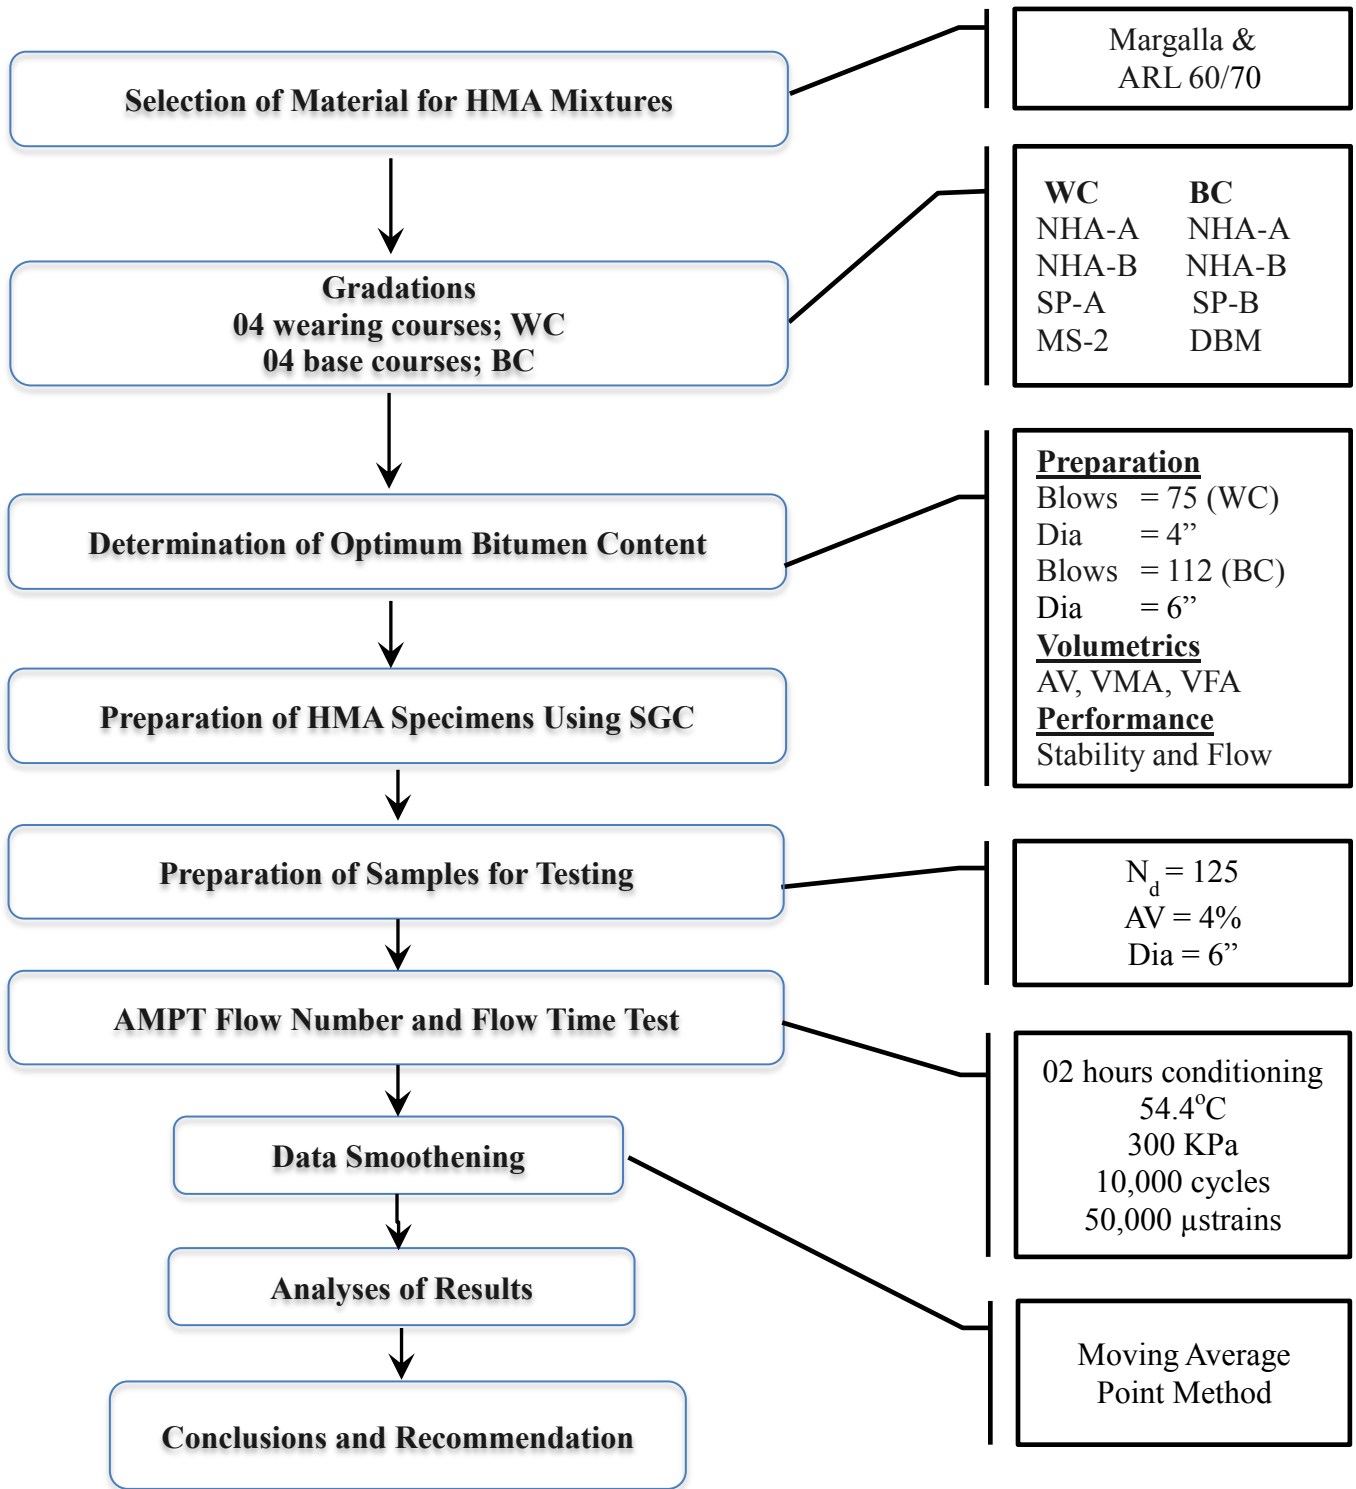 Selection of Material for HMA Mixtures
Margalla &
ARL 60/70
Gradations
04 wearing courses; WC
04 base courses; BC
WC BC
NHA-A NHA-A
NHA-B NHA-B
SP-A SP-B
MS-2 DBM
Determination of Optimum Bitumen Content
Preparation
Blows = 75 (WC)
Dia = 4”
Blows = 112 (BC)
Dia = 6”
Volumetrics
AV, VMA, VFA
Performance
Stability and Flow
Preparation of HMA Specimens Using SGC
Preparation of Samples for Testing
Nd = 125
AV = 4%
Dia = 6”
AMPT Flow Number and Flow Time Test
02 hours conditioning
54.4oC
300 KPa
10,000 cycles
50,000 µstrains
Data Smoothening
Moving Average
Point Method
Analyses of Results
Conclusions and Recommendation